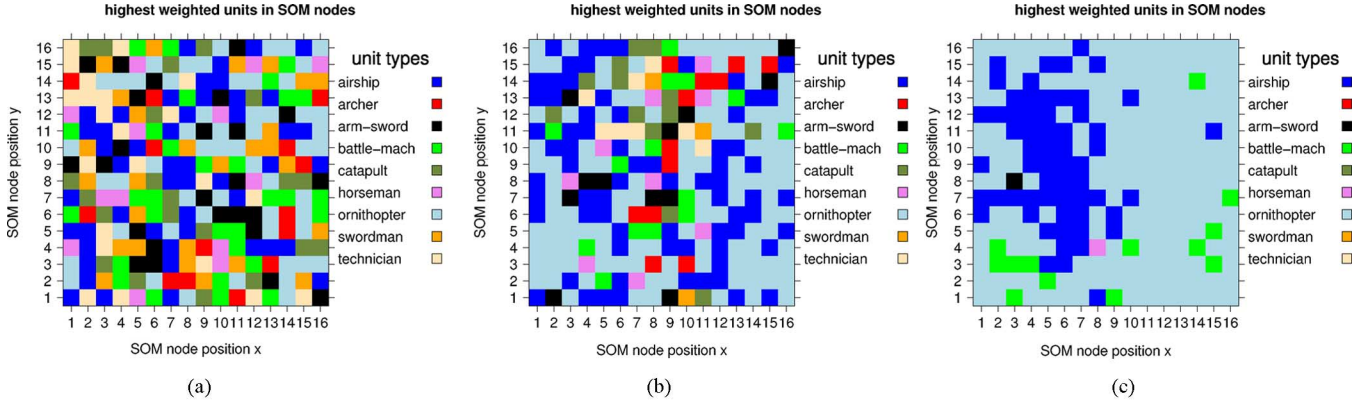 highest weighted units in SOM nodes
16
15
14
13
12
11
10
9
8
7
6
5
4
3
2
1
SOM node position y
1 2 3 4 5 6 7 8 9 10 11 12 13 14 15 16
SOM node position x
unit types
airship
archer
arm-sword
battle-mach
catapult
horseman
ornithopter
swordman
technician
(a)
highest weighted units in SOM nodes
16
15
14
13
12
11
10
9
8
7
6
5
4
3
2
1
SOM node position y
1 2 3 4 5 6 7 8 9 10 11 12 13 14 15 16
SOM node position x
unit types
airship
archer
arm-sword
battle-mach
catapult
horseman
ornithopter
swordman
technician
(b)
highest weighted units in SOM nodes
16
15
14
13
12
11
10
9
8
7
6
5
4
3
2
1
SOM node position y
1 2 3 4 5 6 7 8 9 10 11 12 13 14 15 16
SOM node position x
unit types
airship
archer
arm-sword
battle-mach
catapult
horseman
ornithopter
swordman
technician
(c)